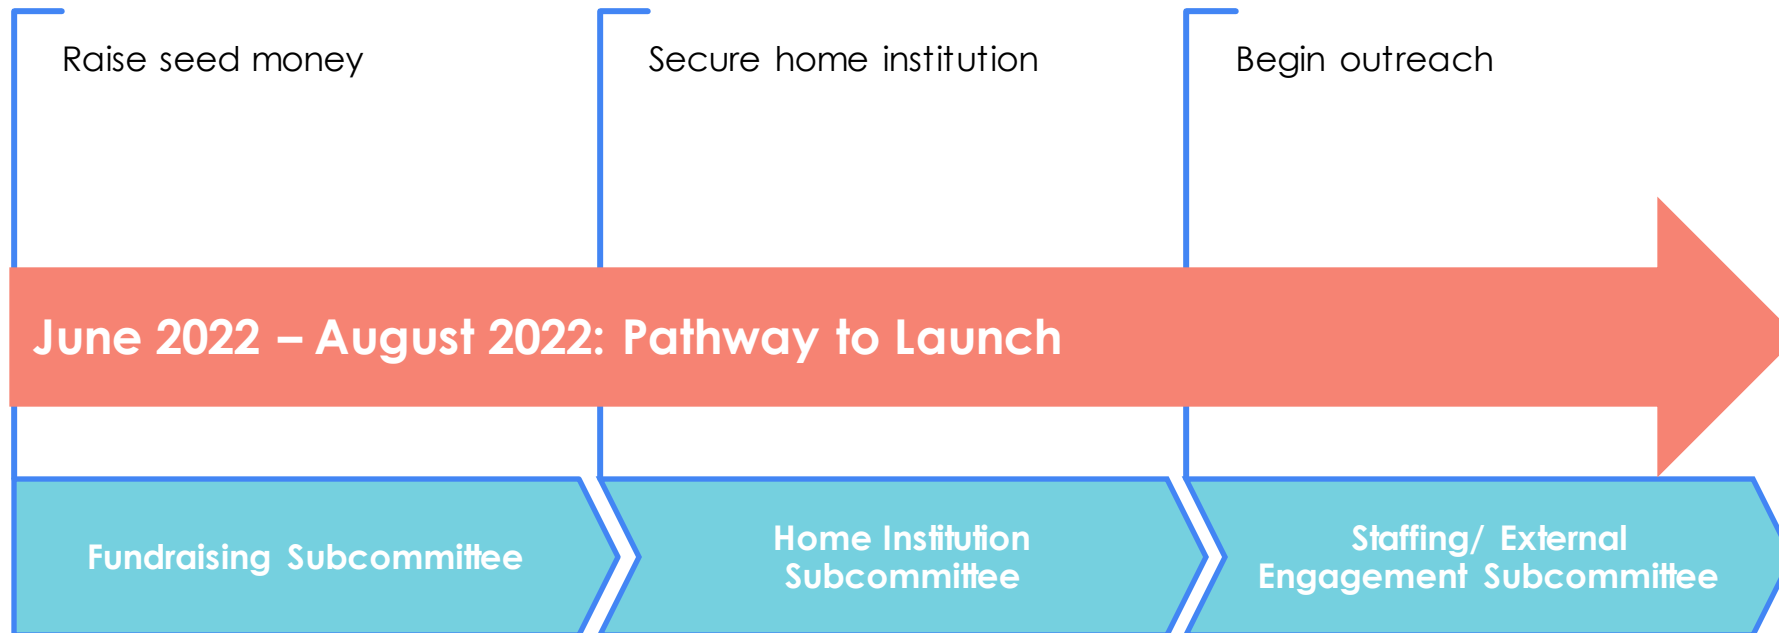 Raise seed money
Secure home institution
Begin outreach
June 2022 – August 2022: Pathway to Launch
Fundraising Subcommittee
Home Institution
Subcommittee
Staffing/ External
Engagement Subcommittee